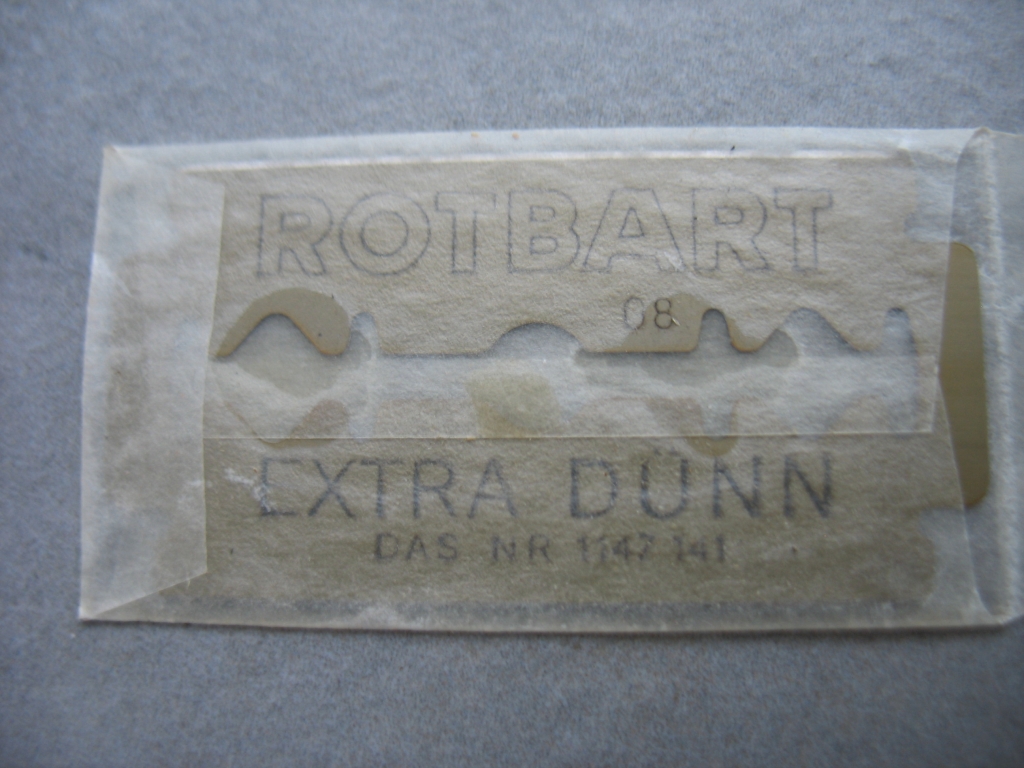 ROTBART
08
EXTRA DÜNN
DAS NR 1147 141